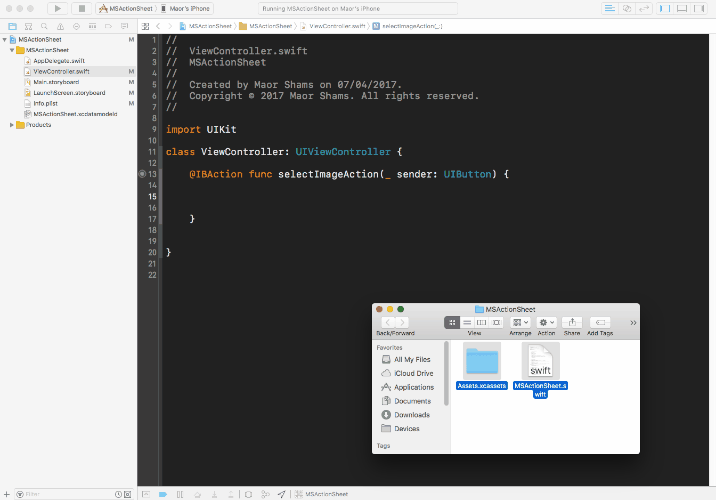 MSActionSheet
Maor's iPhone
Running MSActionSheet on Maor's iPhone
MSActionSheet
MSActionSheet
ViewController.swift
M selectImageAction(_:)
MSActionSheet M
MSActionSheet
AppDelegate.swift
ViewController.swift M
Main.storyboard M
LaunchScreen.storyboard M
Info.plist M
MSActionSheet.xcdatamodeld
Products
1 //
2 // ViewController.swift
3 // MSActionSheet
4 //
5 // Created by Maor Shams on 07/04/2017.
6 // Copyright © 2017 Maor Shams. All rights reserved.
7 //
8
9 import UIKit
10
11 class ViewController: UIViewController {
12
13 @IBAction func selectImageAction(_ sender: UIButton) {
14
15
16
17 }
18
19
20 }
21
22
MSActionSheet
Back/Forward View Arrange Action Share Add Tags
Favorites
All My Files
iCloud Drive
Applications
Documents
Downloads
Devices
Tags
swift
Assets.xcassets
MSActionSheet.s
wift
Filter
MSActionSheet